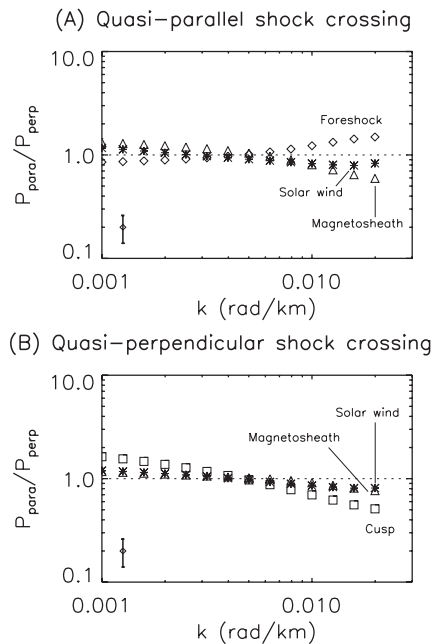 (A) Quasi-parallel shock crossing
P_para/P_perp
10.0
1.0
0.1
Foreshock
Solar wind
Magnetosheath
0.001
0.010
k (rad/km)
(B) Quasi-perpendicular shock crossing
P_para/P_perp
10.0
1.0
0.1
Solar wind
Magnetosheath
Cusp
0.001
0.010
k (rad/km)